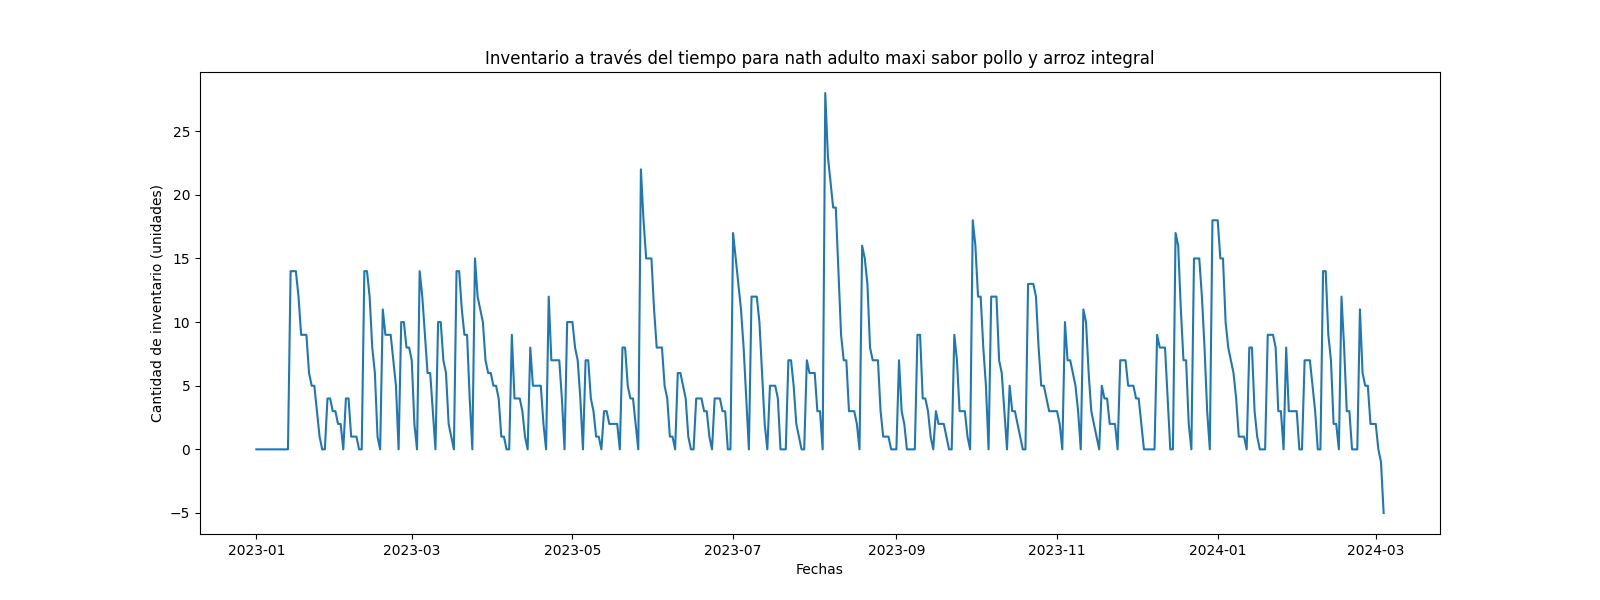 Inventario a través del tiempo para nath adulto maxi sabor pollo y arroz integral
Cantidad de inventario (unidades)
25
20
15
10
5
0
−5
2023-01 2023-03 2023-05 2023-07 2023-09 2023-11 2024-01 2024-03
Fechas